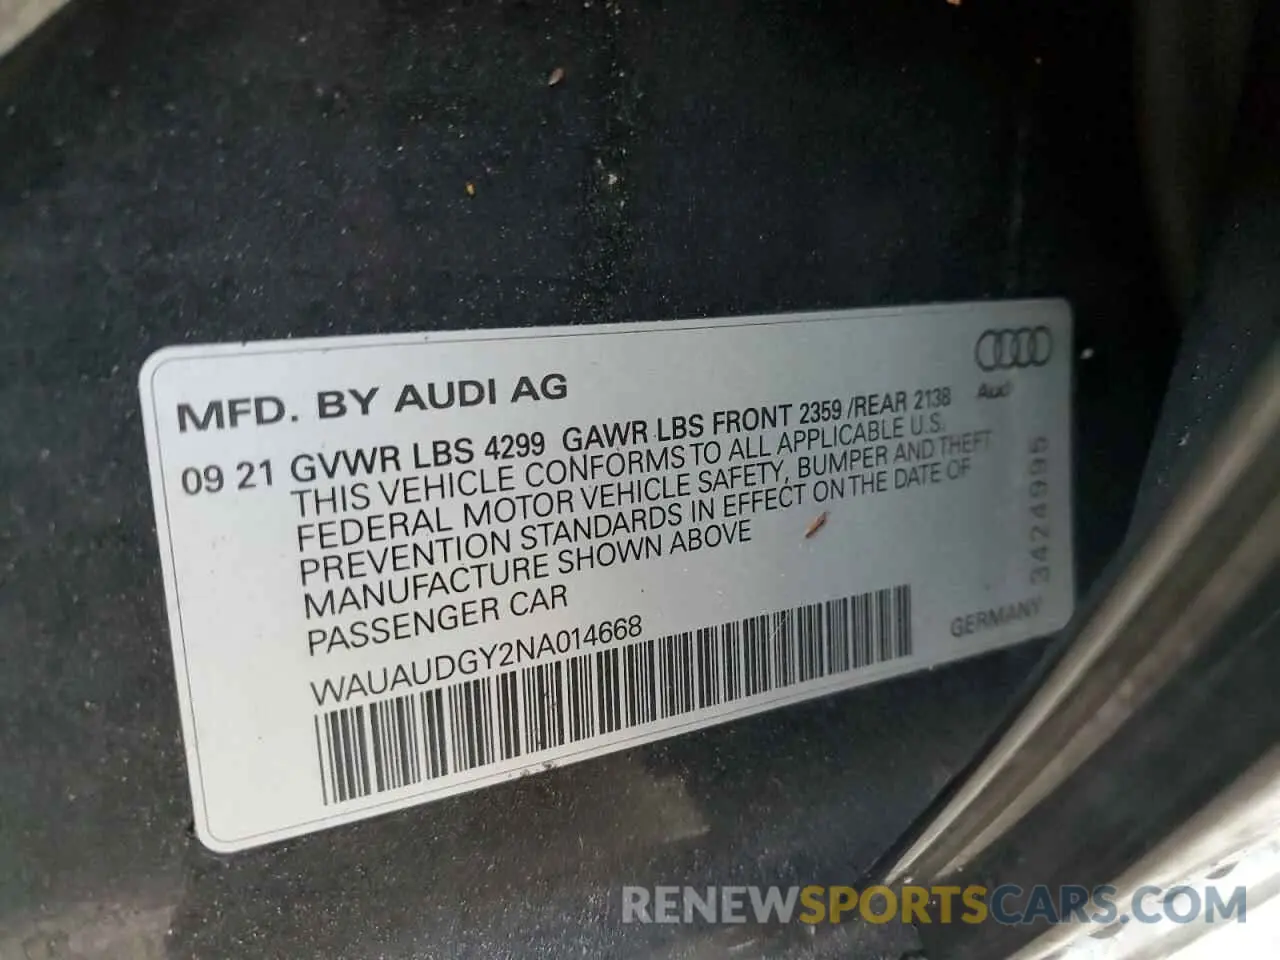 MFD. BY AUDI AG
Audi
09 21 GVWR LBS 4299 GAWR LBS FRONT 2359 /REAR 2138
THIS VEHICLE CONFORMS TO ALL APPLICABLE U.S.
FEDERAL MOTOR VEHICLE SAFETY, BUMPER AND THEFT
PREVENTION STANDARDS IN EFFECT ON THE DATE OF
MANUFACTURE SHOWN ABOVE
PASSENGER CAR
WAUAUDGY2NA014668
GERMANY
3424995
RENEWSPORTSCARS.COM